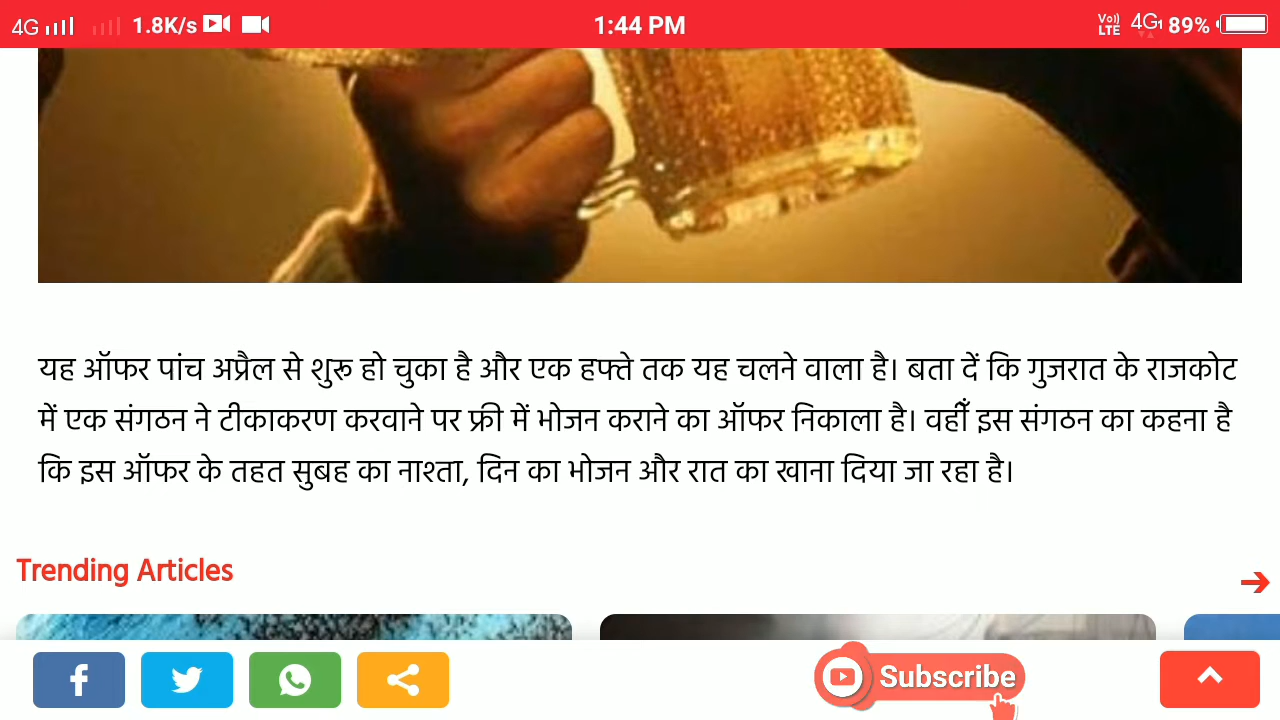 4G 1.8K/s 1:44 PM Vo)) LTE 4G 89%
यह ऑफर पांच अप्रैल से शुरू हो चुका है और एक हफ्ते तक यह चलने वाला है। बता दें कि गुजरात के राजकोट
में एक संगठन ने टीकाकरण करवाने पर फ्री में भोजन कराने का ऑफर निकाला है। वहीँ इस संगठन का कहना है
कि इस ऑफर के तहत सुबह का नाश्ता, दिन का भोजन और रात का खाना दिया जा रहा है।
Trending Articles
Subscribe